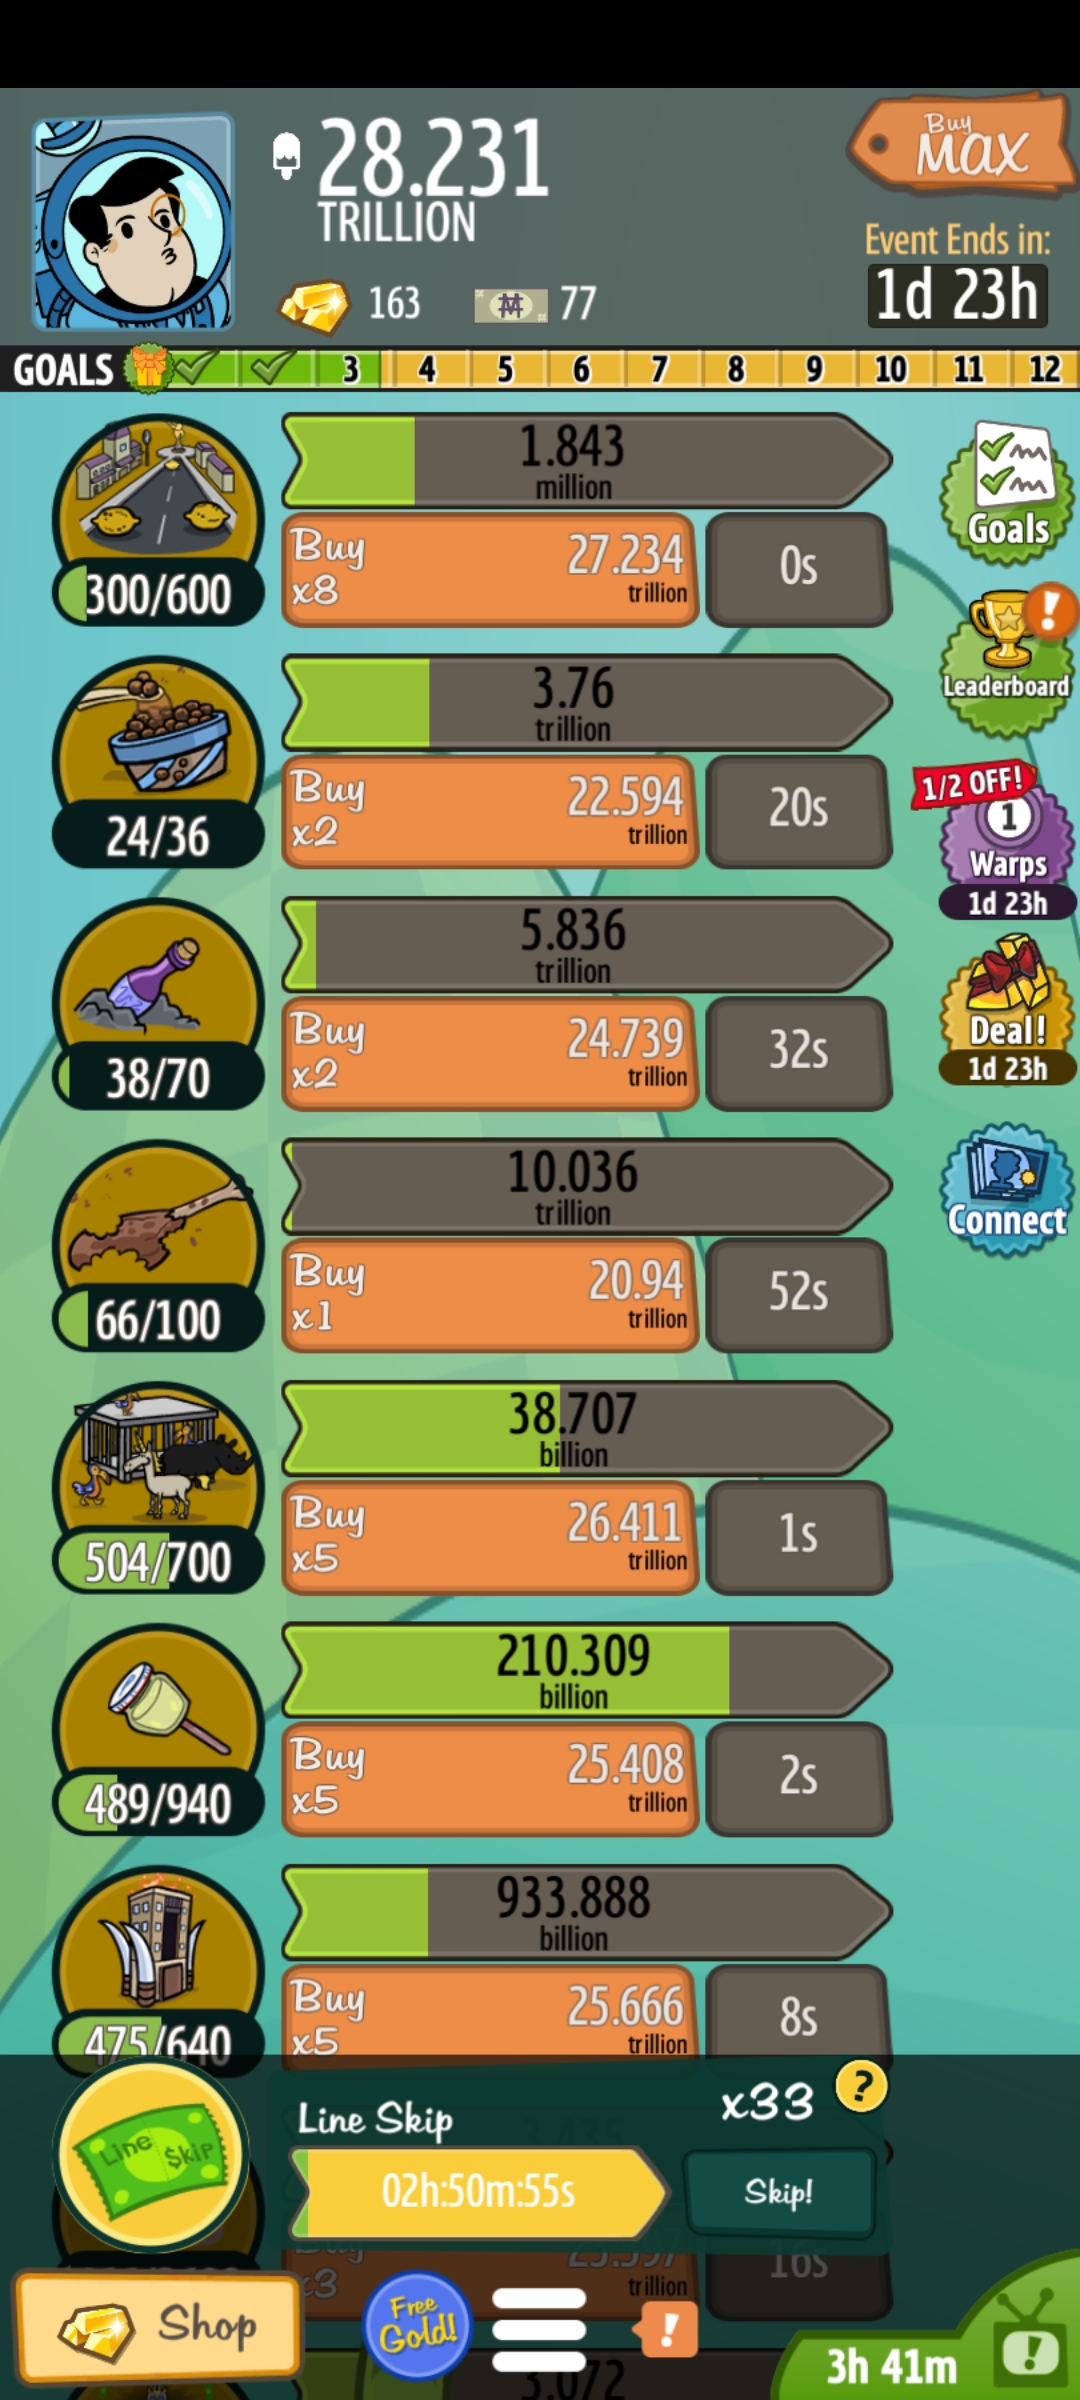 28.231
TRILLION
Buy
MAX
Event Ends in:
1d 23h
163
77
GOALS
3
4
5
6
7
8
9
10
11
12
1.843
million
Buy
x8
27.234
trillion
0s
300/600
Goals
3.76
trillion
Buy
x2
22.594
trillion
20s
24/36
!
Leaderboard
1/2 OFF!
1
Warps
1d 23h
5.836
trillion
Buy
x2
24.739
trillion
32s
38/70
Deal!
1d 23h
10.036
trillion
Buy
x1
20.94
trillion
52s
66/100
Connect
38.707
billion
Buy
x5
26.411
trillion
1s
504/700
210.309
billion
Buy
x5
25.408
trillion
2s
489/940
933.888
billion
Buy
x5
25.666
trillion
8s
475/640
Line $kip
Line Skip
x33
?
02h:50m:55s
Skip!
Buy
x3
trillion
16s
Shop
Free
Gold!
!
3h 41m
!
3.072